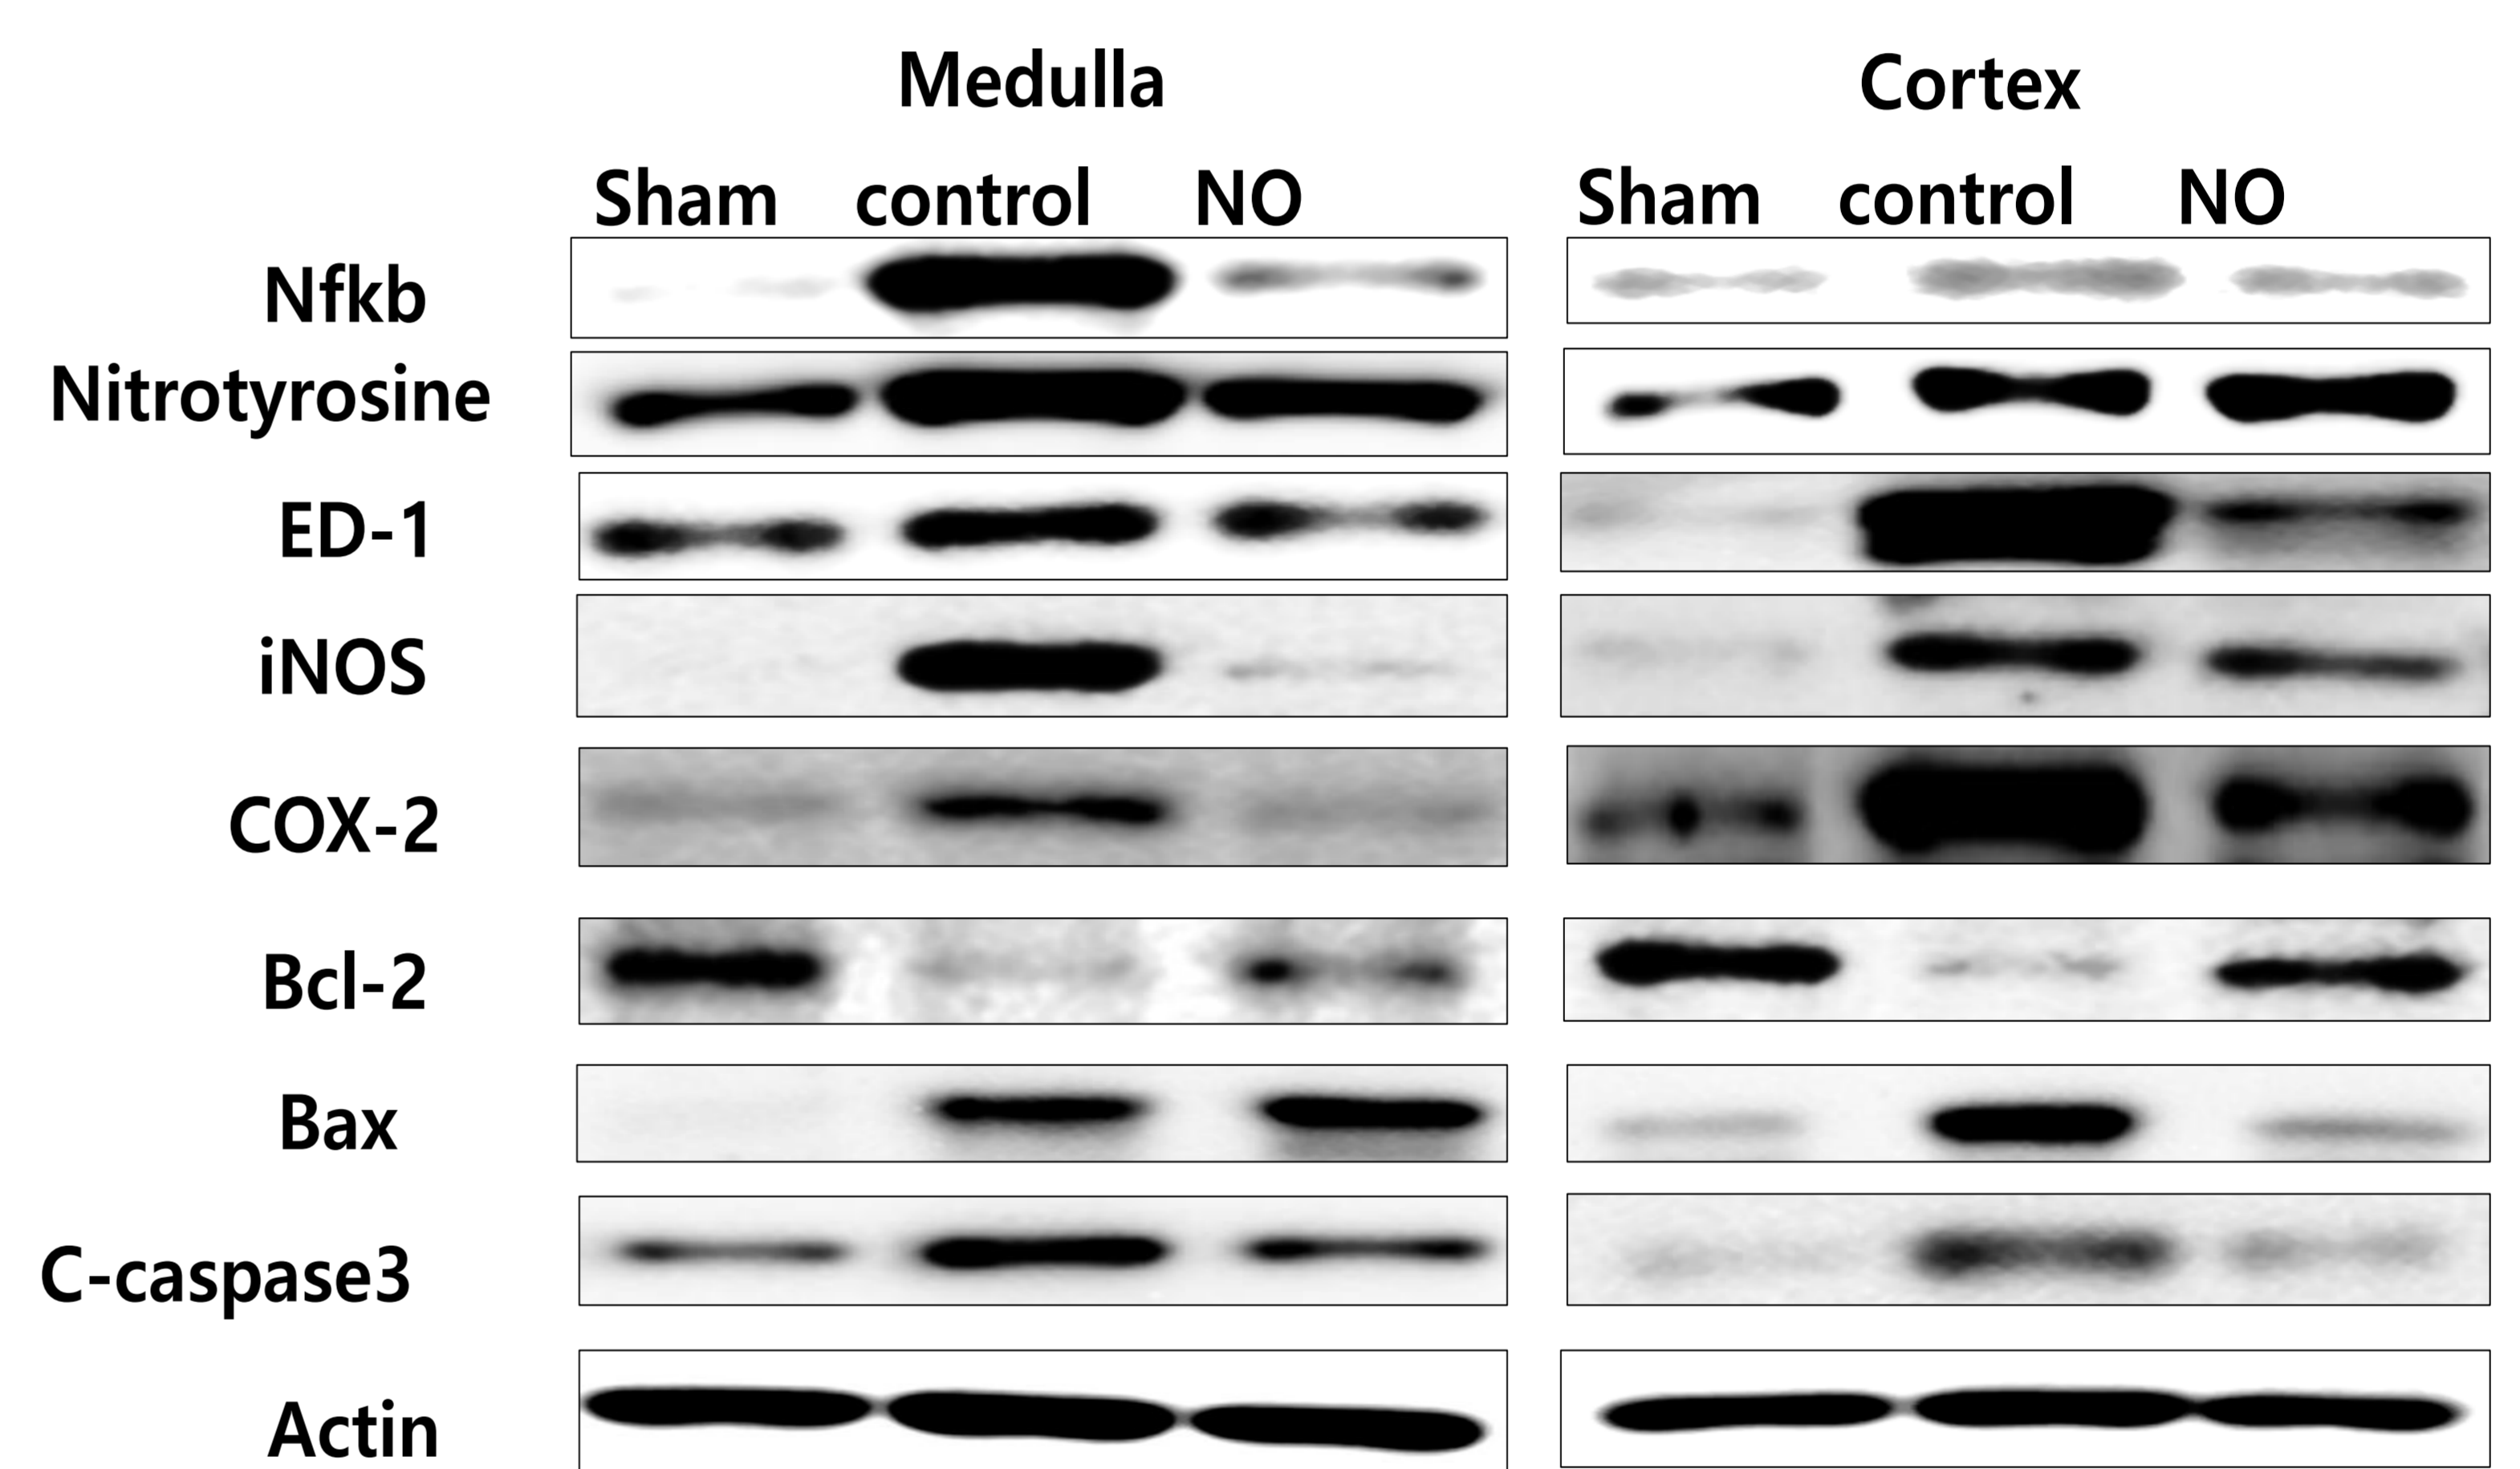 Medulla Cortex
Sham control NO Sham control NO
Nfkb
Nitrotyrosine
ED-1
iNOS
COX-2
Bcl-2
Bax
C-caspase3
Actin